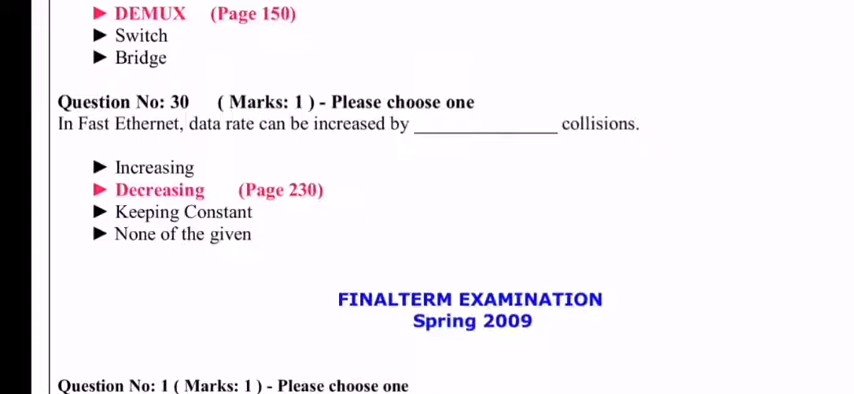 ► DEMUX (Page 150)
► Switch
► Bridge
Question No: 30 ( Marks: 1 ) - Please choose one
In Fast Ethernet, data rate can be increased by _______________ collisions.
► Increasing
► Decreasing (Page 230)
► Keeping Constant
► None of the given
FINALTERM EXAMINATION
Spring 2009
Question No: 1 ( Marks: 1 ) - Please choose one